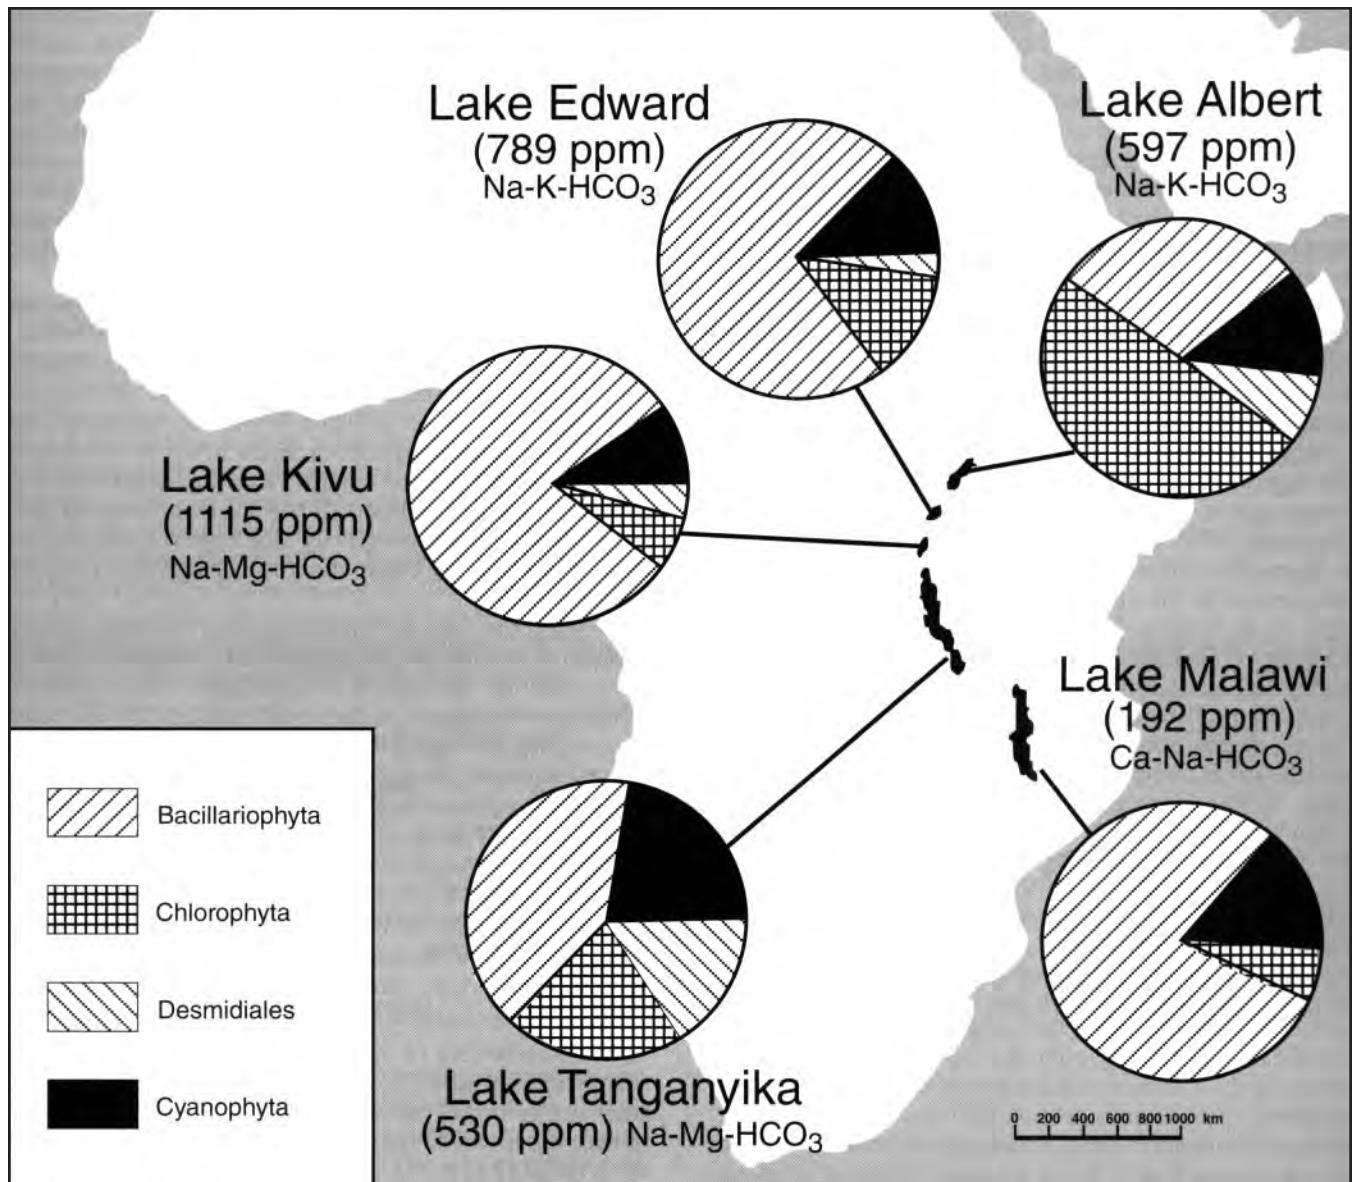 Lake Edward
(789 ppm)
Na-K-HCO3
Lake Albert
(597 ppm)
Na-K-HCO3
Lake Kivu
(1115 ppm)
Na-Mg-HCO3
Lake Malawi
(192 ppm)
Ca-Na-HCO3
Bacillariophyta
Chlorophyta
Desmidiales
Cyanophyta
Lake Tanganyika
(530 ppm) Na-Mg-HCO3
0 200 400 600 800 1000 km